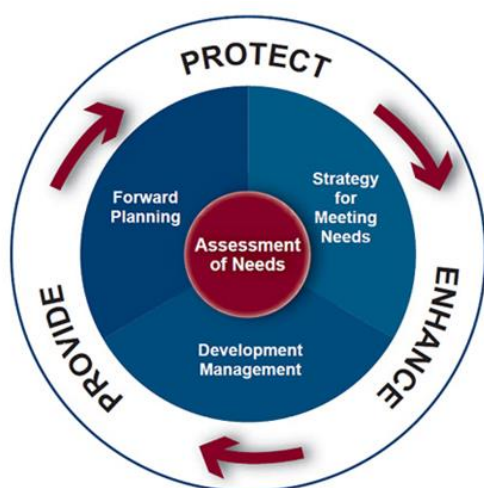 PROTECT
Forward
Planning
Strategy
for
Meeting
Needs
Assessment
of Needs
PROVIDE
ENHANCE
Development
Management